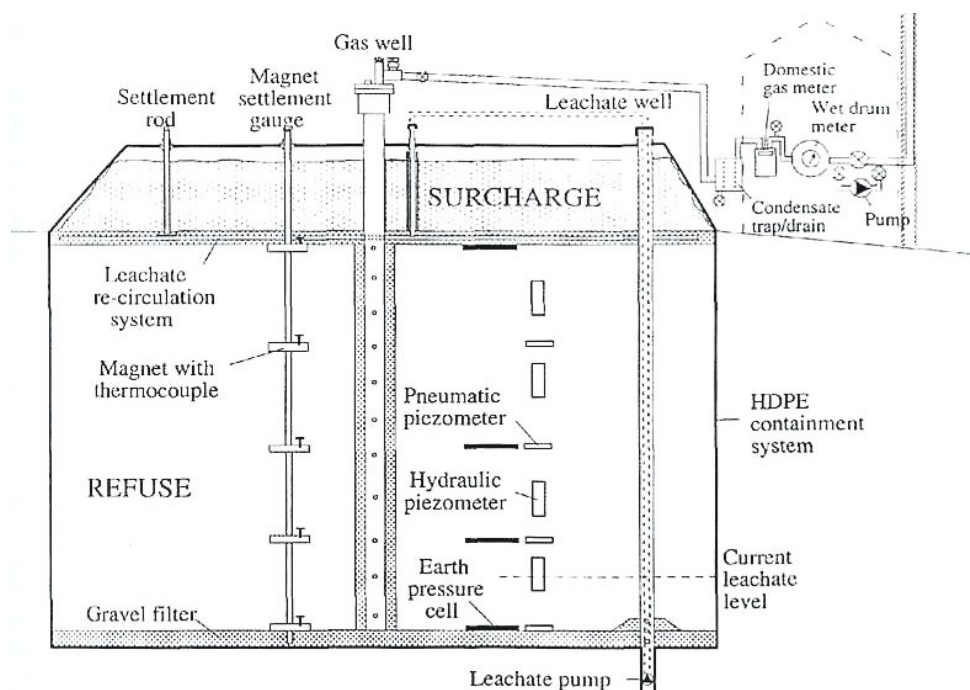 Gas well
Magnet
settlement
gauge
Settlement
rod
Leachate well
Domestic
gas meter
Wet drum
meter
SURCHARGE
Condensate
trap/drain
Pump
Leachate
re-circulation
system
Magnet with
thermocouple
Pneumatic
piezometer
HDPE
containment
system
REFUSE
Hydraulic
piezometer
Earth
pressure
cell
Current
leachate
level
Gravel filter
Leachate pump